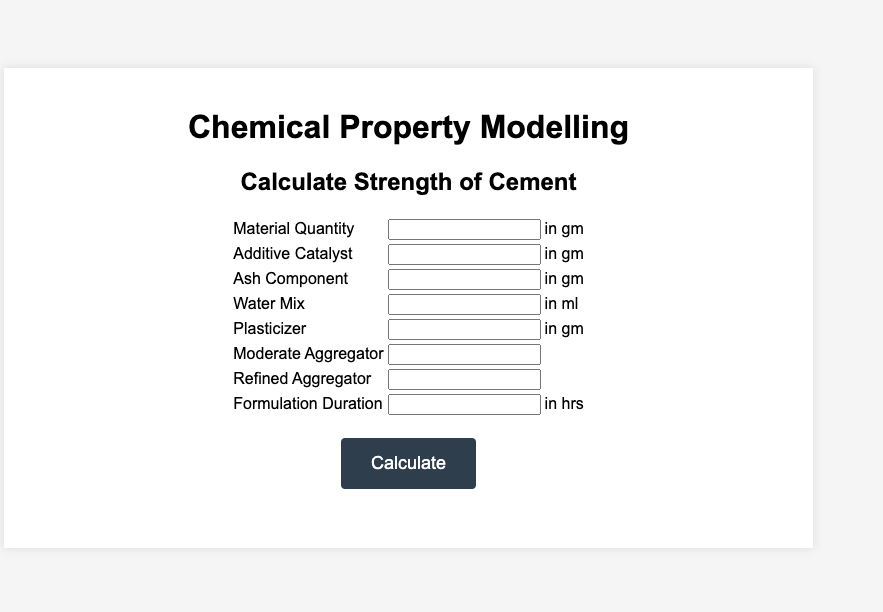 Chemical Property Modelling
Calculate Strength of Cement
Material Quantity in gm
Additive Catalyst in gm
Ash Component in gm
Water Mix in ml
Plasticizer in gm
Moderate Aggregator
Refined Aggregator
Formulation Duration in hrs
Calculate